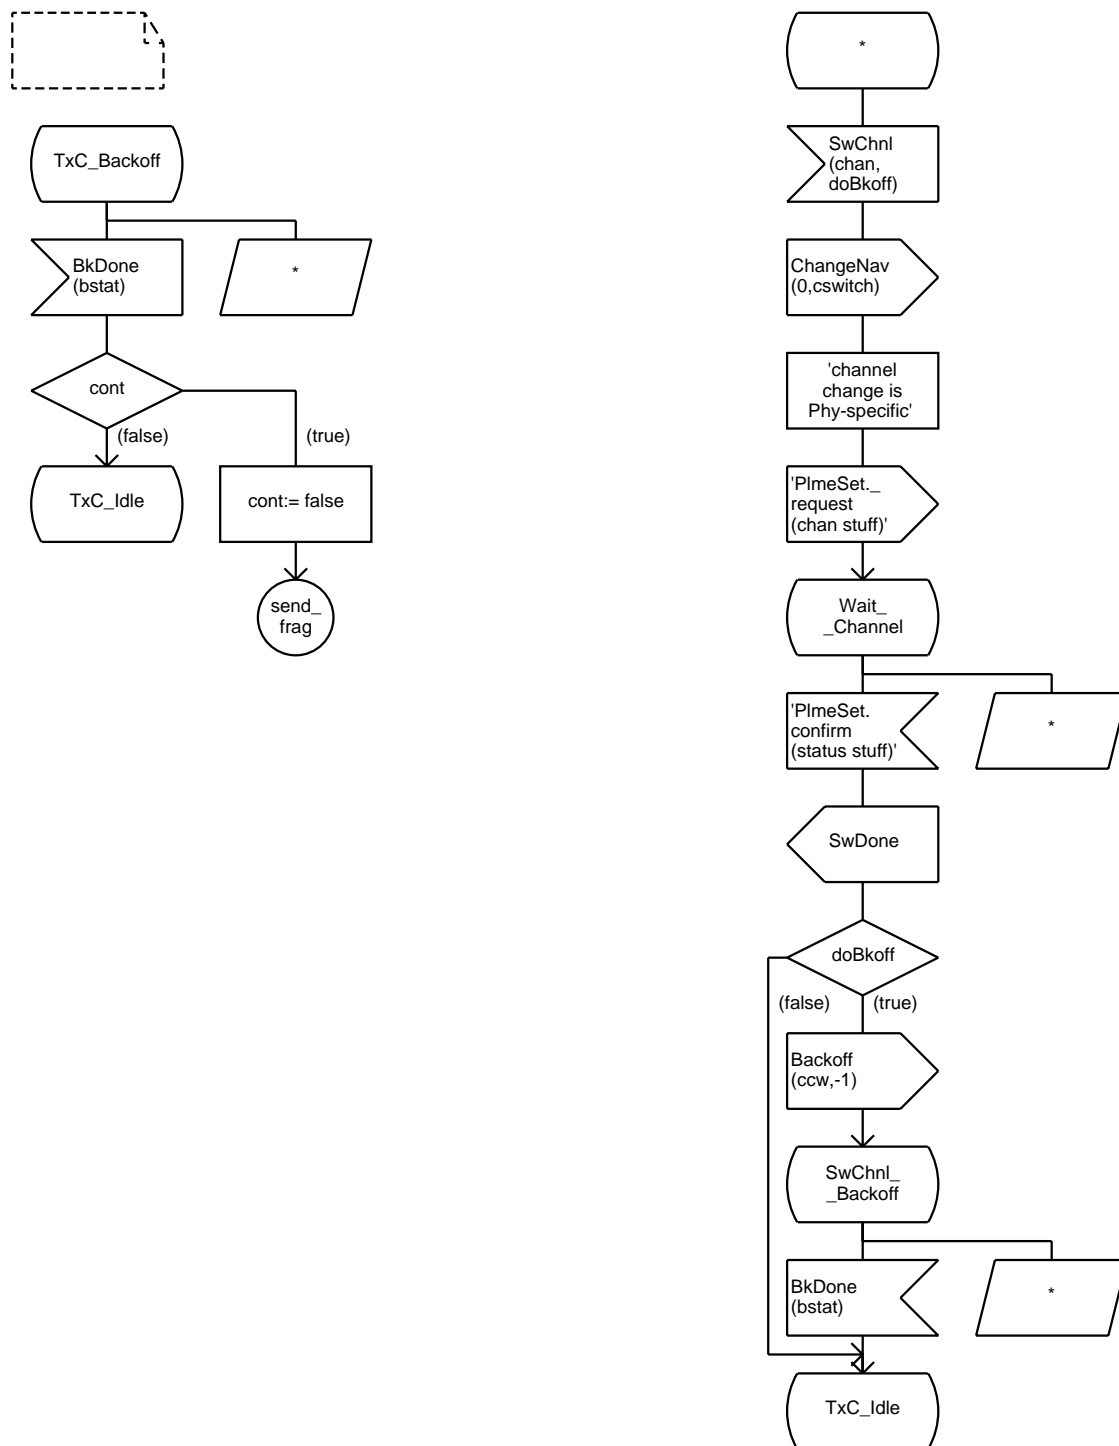 TxC_Backoff
BkDone
(bstat)
*
cont
(false)
(true)
TxC_Idle
cont:= false
send_
frag
*
SwChnl
(chan,
doBkoff)
ChangeNav
(0,cswitch)
'channel
change is
Phy-specific'
'PlmeSet._
request
(chan stuff)'
Wait_
_Channel
'PlmeSet.
confirm
(status stuff)'
*
SwDone
doBkoff
(false)
(true)
Backoff
(ccw,-1)
SwChnl_
_Backoff
BkDone
(bstat)
*
TxC_Idle